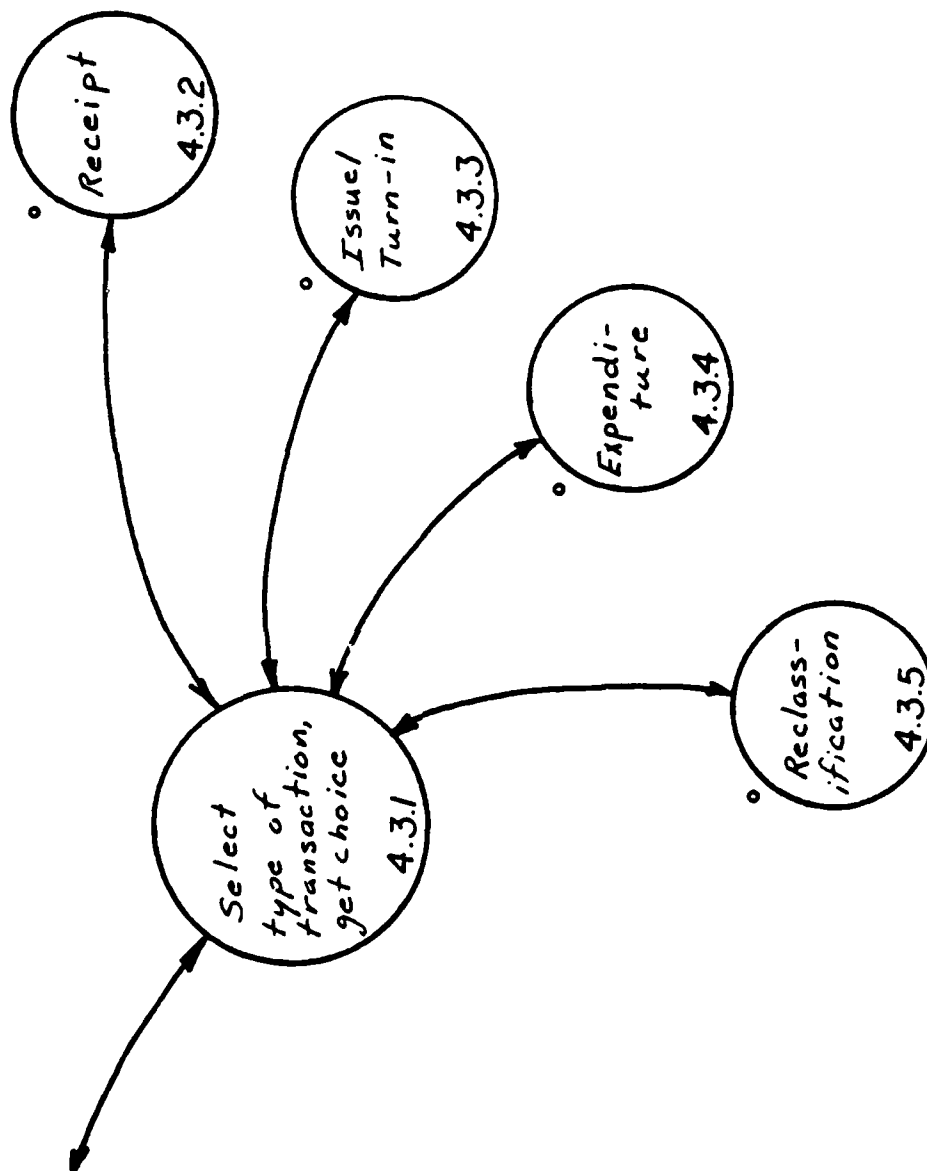 Select
type of
transaction,
get choice
4.3.1
Receipt
4.3.2
Issue/
Turn-in
4.3.3
Expendi-
ture
4.3.4
Reclass-
ification
4.3.5